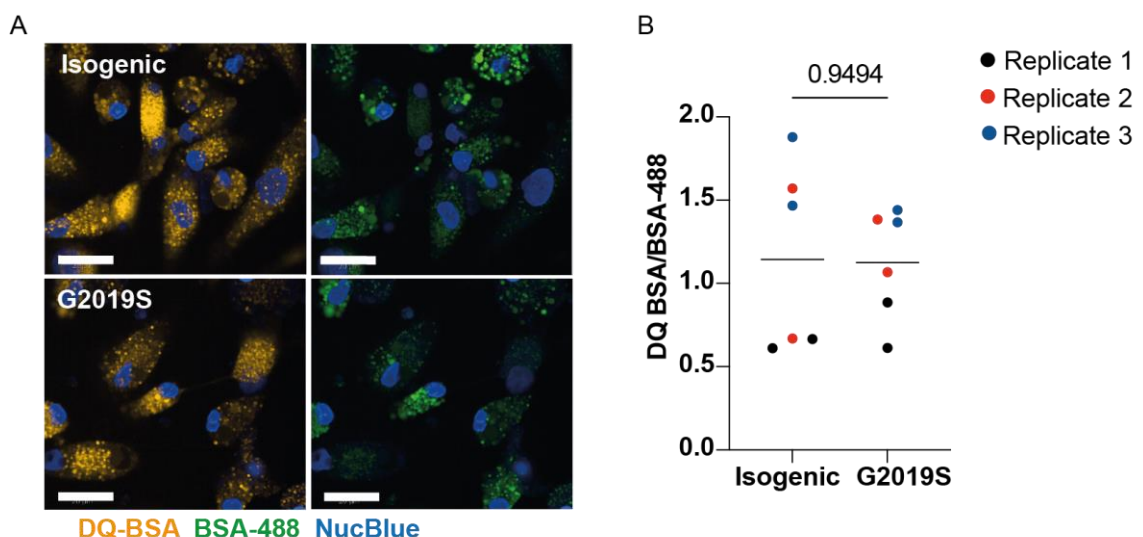 A
Isogenic
G2019S
DQ-BSA BSA-488 NucBlue
B
0.9494
Replicate 1
Replicate 2
Replicate 3
DQ BSA/BSA-488
2.0
1.5
1.0
0.5
0.0
Isogenic G2019S